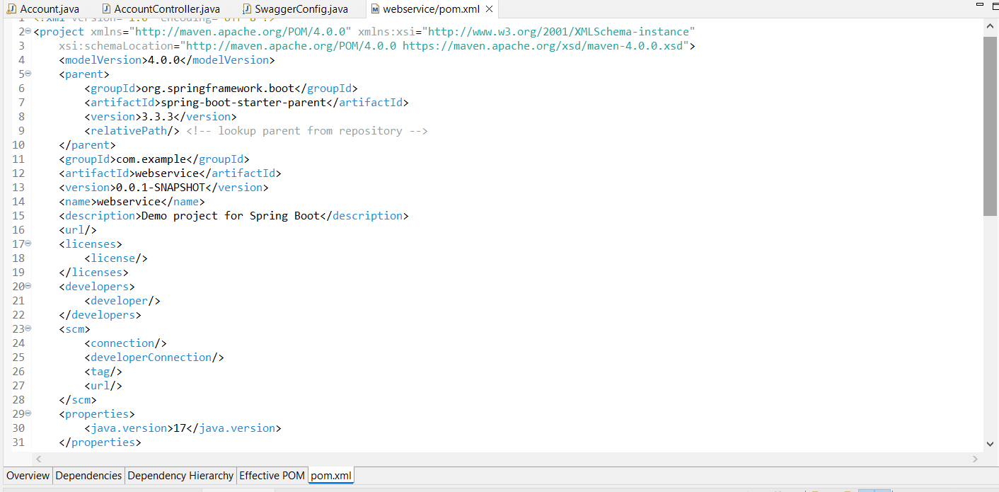 Account.java AccountController.java SwaggerConfig.java webservice/pom.xml
2 <project xmlns="http://maven.apache.org/POM/4.0.0" xmlns:xsi="http://www.w3.org/2001/XMLSchema-instance"
3 xsi:schemaLocation="http://maven.apache.org/POM/4.0.0 https://maven.apache.org/xsd/maven-4.0.0.xsd">
4 <modelVersion>4.0.0</modelVersion>
5 <parent>
6 <groupId>org.springframework.boot</groupId>
7 <artifactId>spring-boot-starter-parent</artifactId>
8 <version>3.3.3</version>
9 <relativePath/> <!-- lookup parent from repository -->
10 </parent>
11 <groupId>com.example</groupId>
12 <artifactId>webservice</artifactId>
13 <version>0.0.1-SNAPSHOT</version>
14 <name>webservice</name>
15 <description>Demo project for Spring Boot</description>
16 <url/>
17 <licenses>
18 <license/>
19 </licenses>
20 <developers>
21 <developer/>
22 </developers>
23 <scm>
24 <connection/>
25 <developerConnection/>
26 <tag/>
27 <url/>
28 </scm>
29 <properties>
30 <java.version>17</java.version>
31 </properties>
Overview Dependencies Dependency Hierarchy Effective POM pom.xml